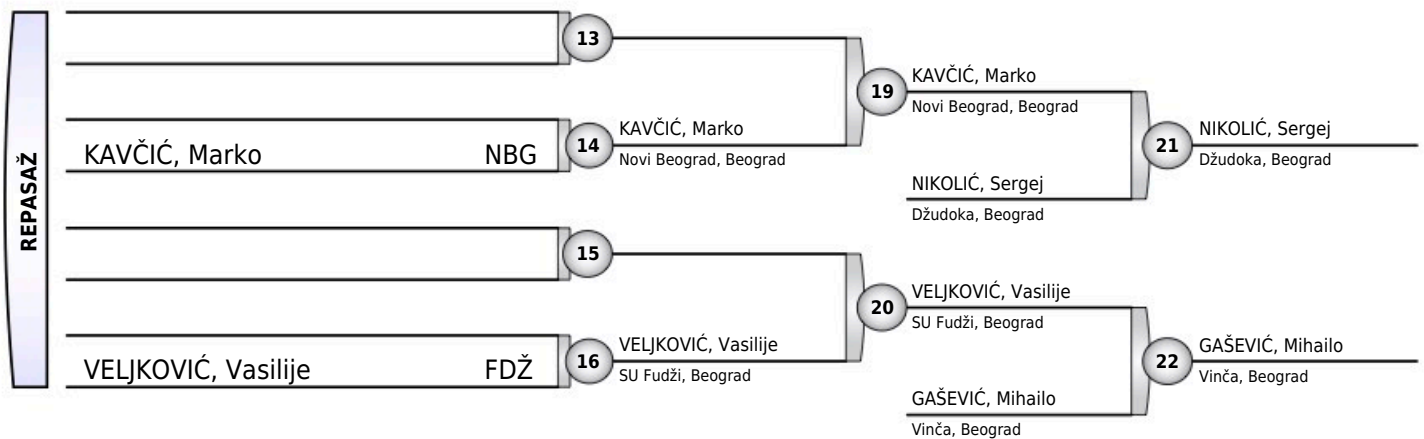 REPASAŽ
13
KAVČIĆ, Marko NBG
14
KAVČIĆ, Marko
Novi Beograd, Beograd
19
KAVČIĆ, Marko
Novi Beograd, Beograd
NIKOLIĆ, Sergej
Džudoka, Beograd
21
NIKOLIĆ, Sergej
Džudoka, Beograd
15
VELJKOVIĆ, Vasilije FDŽ
16
VELJKOVIĆ, Vasilije
SU Fudži, Beograd
20
VELJKOVIĆ, Vasilije
SU Fudži, Beograd
GAŠEVIĆ, Mihailo
Vinča, Beograd
22
GAŠEVIĆ, Mihailo
Vinča, Beograd